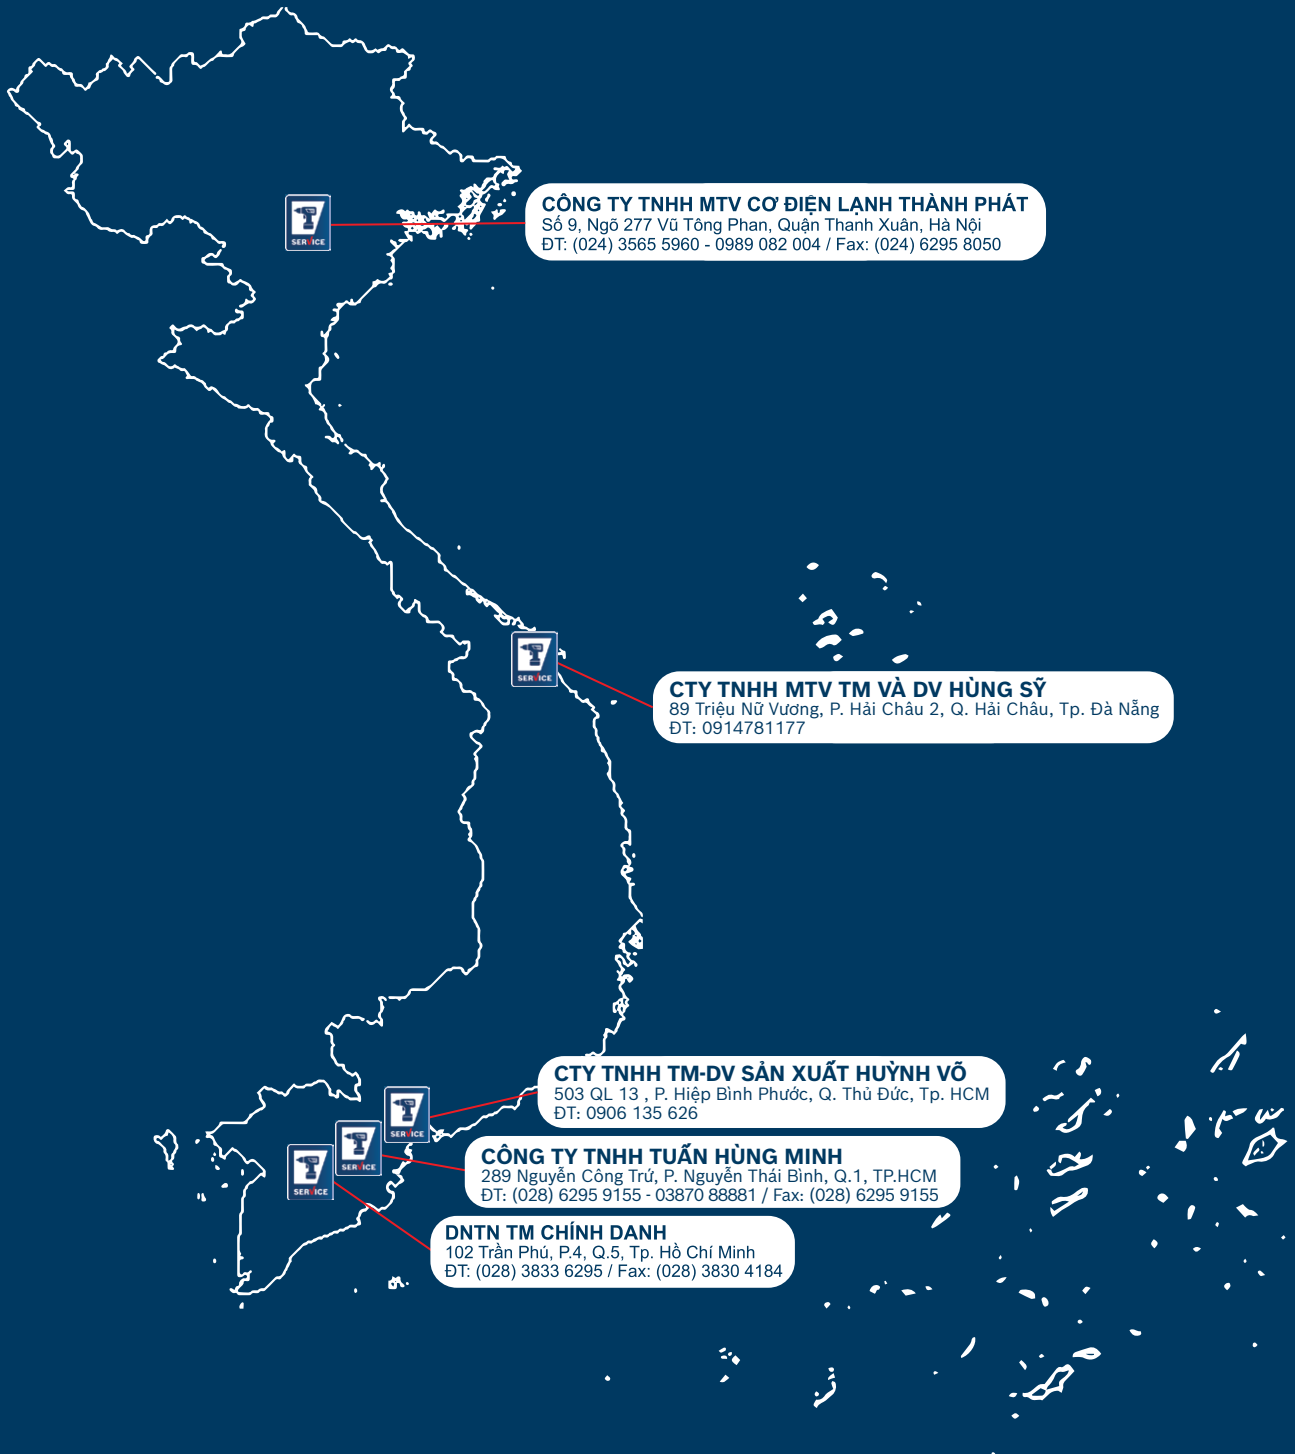 CÔNG TY TNHH MTV CƠ ĐIỆN LẠNH THÀNH PHÁT
Số 9, Ngõ 277 Vũ Tông Phan, Quận Thanh Xuân, Hà Nội
ĐT: (024) 3565 5960 - 0989 082 004 / Fax: (024) 6295 8050
SERVICE
CTY TNHH MTV TM VÀ DV HÙNG SỸ
89 Triệu Nữ Vương, P. Hải Châu 2, Q. Hải Châu, Tp. Đà Nẵng
ĐT: 0914781177
SERVICE
CTY TNHH TM-DV SẢN XUẤT HUỲNH VÕ
503 QL 13 , P. Hiệp Bình Phước, Q. Thủ Đức, Tp. HCM
ĐT: 0906 135 626
SERVICE
CÔNG TY TNHH TUẤN HÙNG MINH
289 Nguyễn Công Trứ, P. Nguyễn Thái Bình, Q.1, TP.HCM
ĐT: (028) 6295 9155 - 03870 88881 / Fax: (028) 6295 9155
SERVICE
DNTN TM CHÍNH DANH
102 Trần Phú, P.4, Q.5, Tp. Hồ Chí Minh
ĐT: (028) 3833 6295 / Fax: (028) 3830 4184
SERVICE